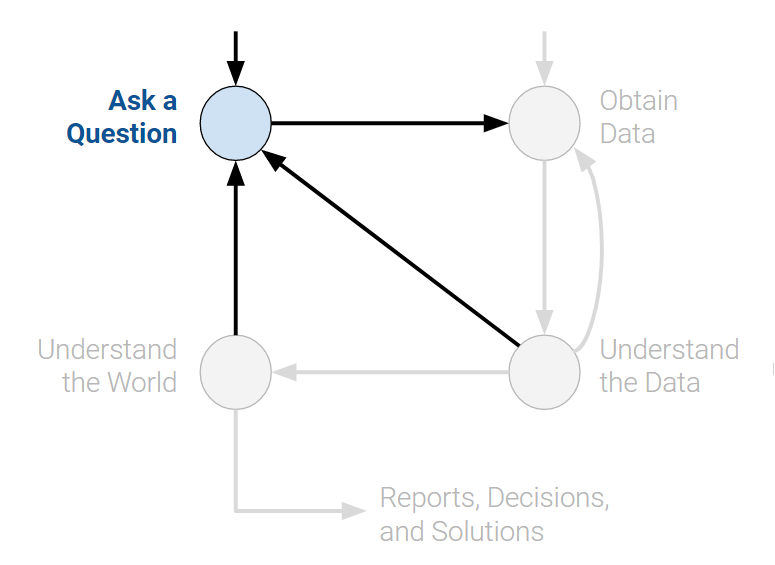 Ask a
Question
Obtain
Data
Understand
the World
Understand
the Data
Reports, Decisions,
and Solutions